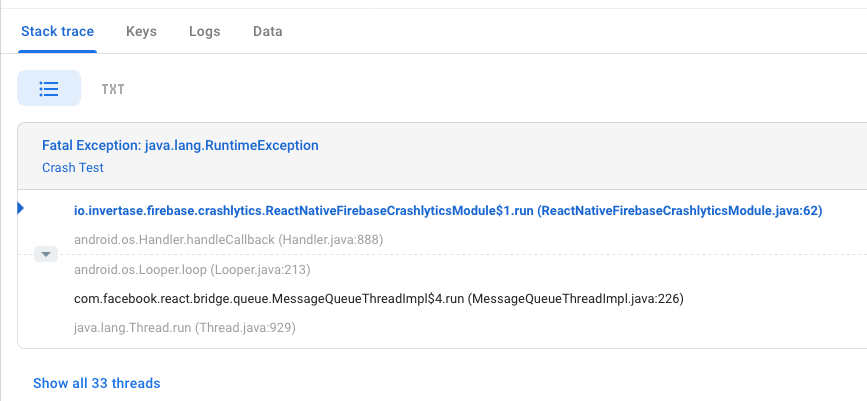 Stack trace Keys Logs Data
TXT
Fatal Exception: java.lang.RuntimeException
Crash Test
io.invertase.firebase.crashlytics.ReactNativeFirebaseCrashlyticsModule$1.run (ReactNativeFirebaseCrashlyticsModule.java:62)
android.os.Handler.handleCallback (Handler.java:888)
android.os.Looper.loop (Looper.java:213)
com.facebook.react.bridge.queue.MessageQueueThreadImpl$4.run (MessageQueueThreadImpl.java:226)
java.lang.Thread.run (Thread.java:929)
Show all 33 threads